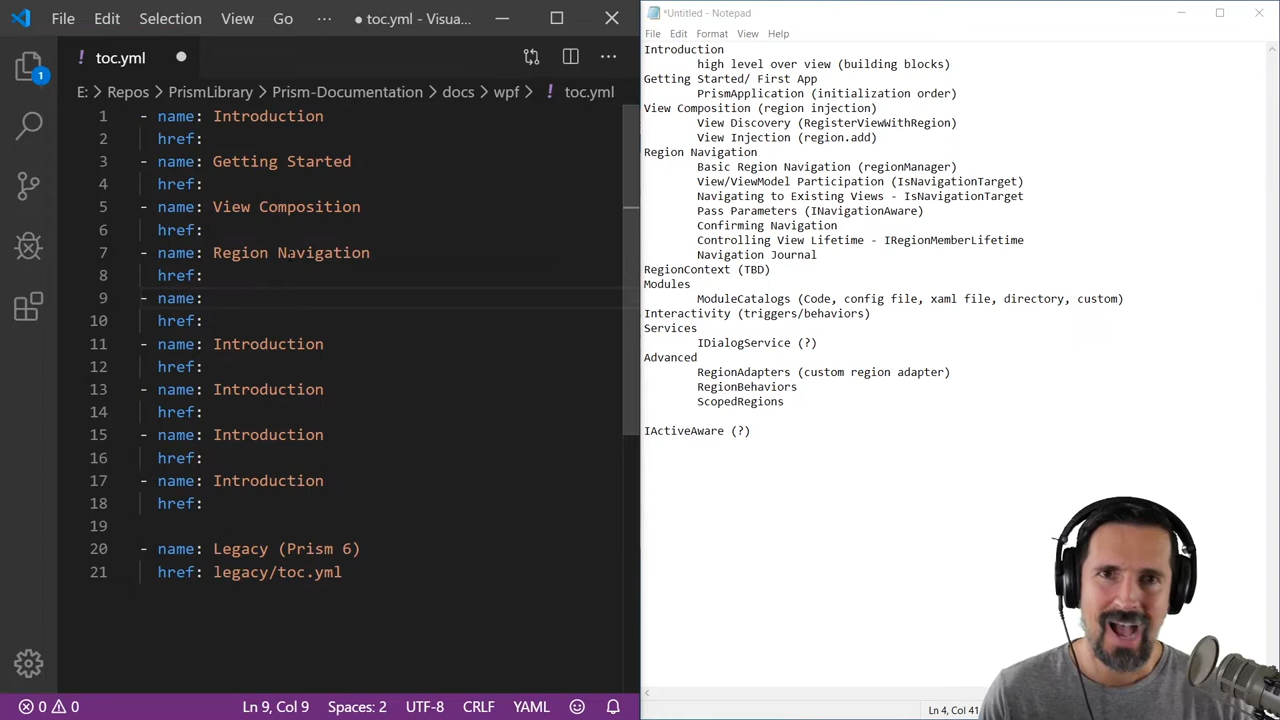 File Edit Selection View Go ··· ● toc.yml - Visua...
! toc.yml ●
E: > Repos > PrismLibrary > Prism-Documentation > docs > wpf > ! toc.yml
1
1 - name: Introduction
2 href:
3 - name: Getting Started
4 href:
5 - name: View Composition
6 href:
7 - name: Region Navigation
8 href:
9 - name:
10 href:
11 - name: Introduction
12 href:
13 - name: Introduction
14 href:
15 - name: Introduction
16 href:
17 - name: Introduction
18 href:
19
20 - name: Legacy (Prism 6)
21 href: legacy/toc.yml
0 0 Ln 9, Col 9 Spaces: 2 UTF-8 CRLF YAML
*Untitled - Notepad
File Edit Format View Help
Introduction
high level over view (building blocks)
Getting Started/ First App
PrismApplication (initialization order)
View Composition (region injection)
View Discovery (RegisterViewWithRegion)
View Injection (region.add)
Region Navigation
Basic Region Navigation (regionManager)
View/ViewModel Participation (IsNavigationTarget)
Navigating to Existing Views - IsNavigationTarget
Pass Parameters (INavigationAware)
Confirming Navigation
Controlling View Lifetime - IRegionMemberLifetime
Navigation Journal
RegionContext (TBD)
Modules
ModuleCatalogs (Code, config file, xaml file, directory, custom)
Interactivity (triggers/behaviors)
Services
IDialogService (?)
Advanced
RegionAdapters (custom region adapter)
RegionBehaviors
ScopedRegions
IActiveAware (?)
Ln 4, Col 41